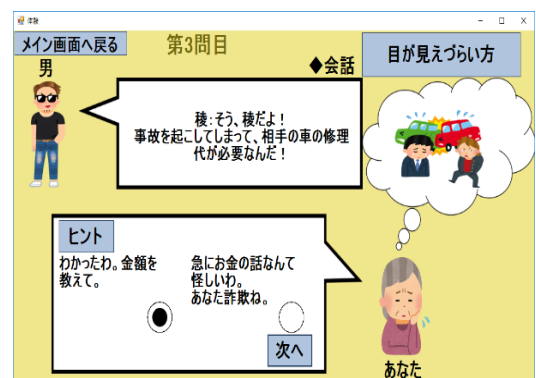 体験
メイン画面へ戻る
第3問目
目が見えづらい方
◆会話
男
稜:そう、稜だよ!
事故を起こしてしまって、相手の車の修理
代が必要なんだ!
ヒント
わかったわ。金額を
教えて。
急にお金の話なんて
怪しいわ。
あなた詐欺ね。
次へ
あなた